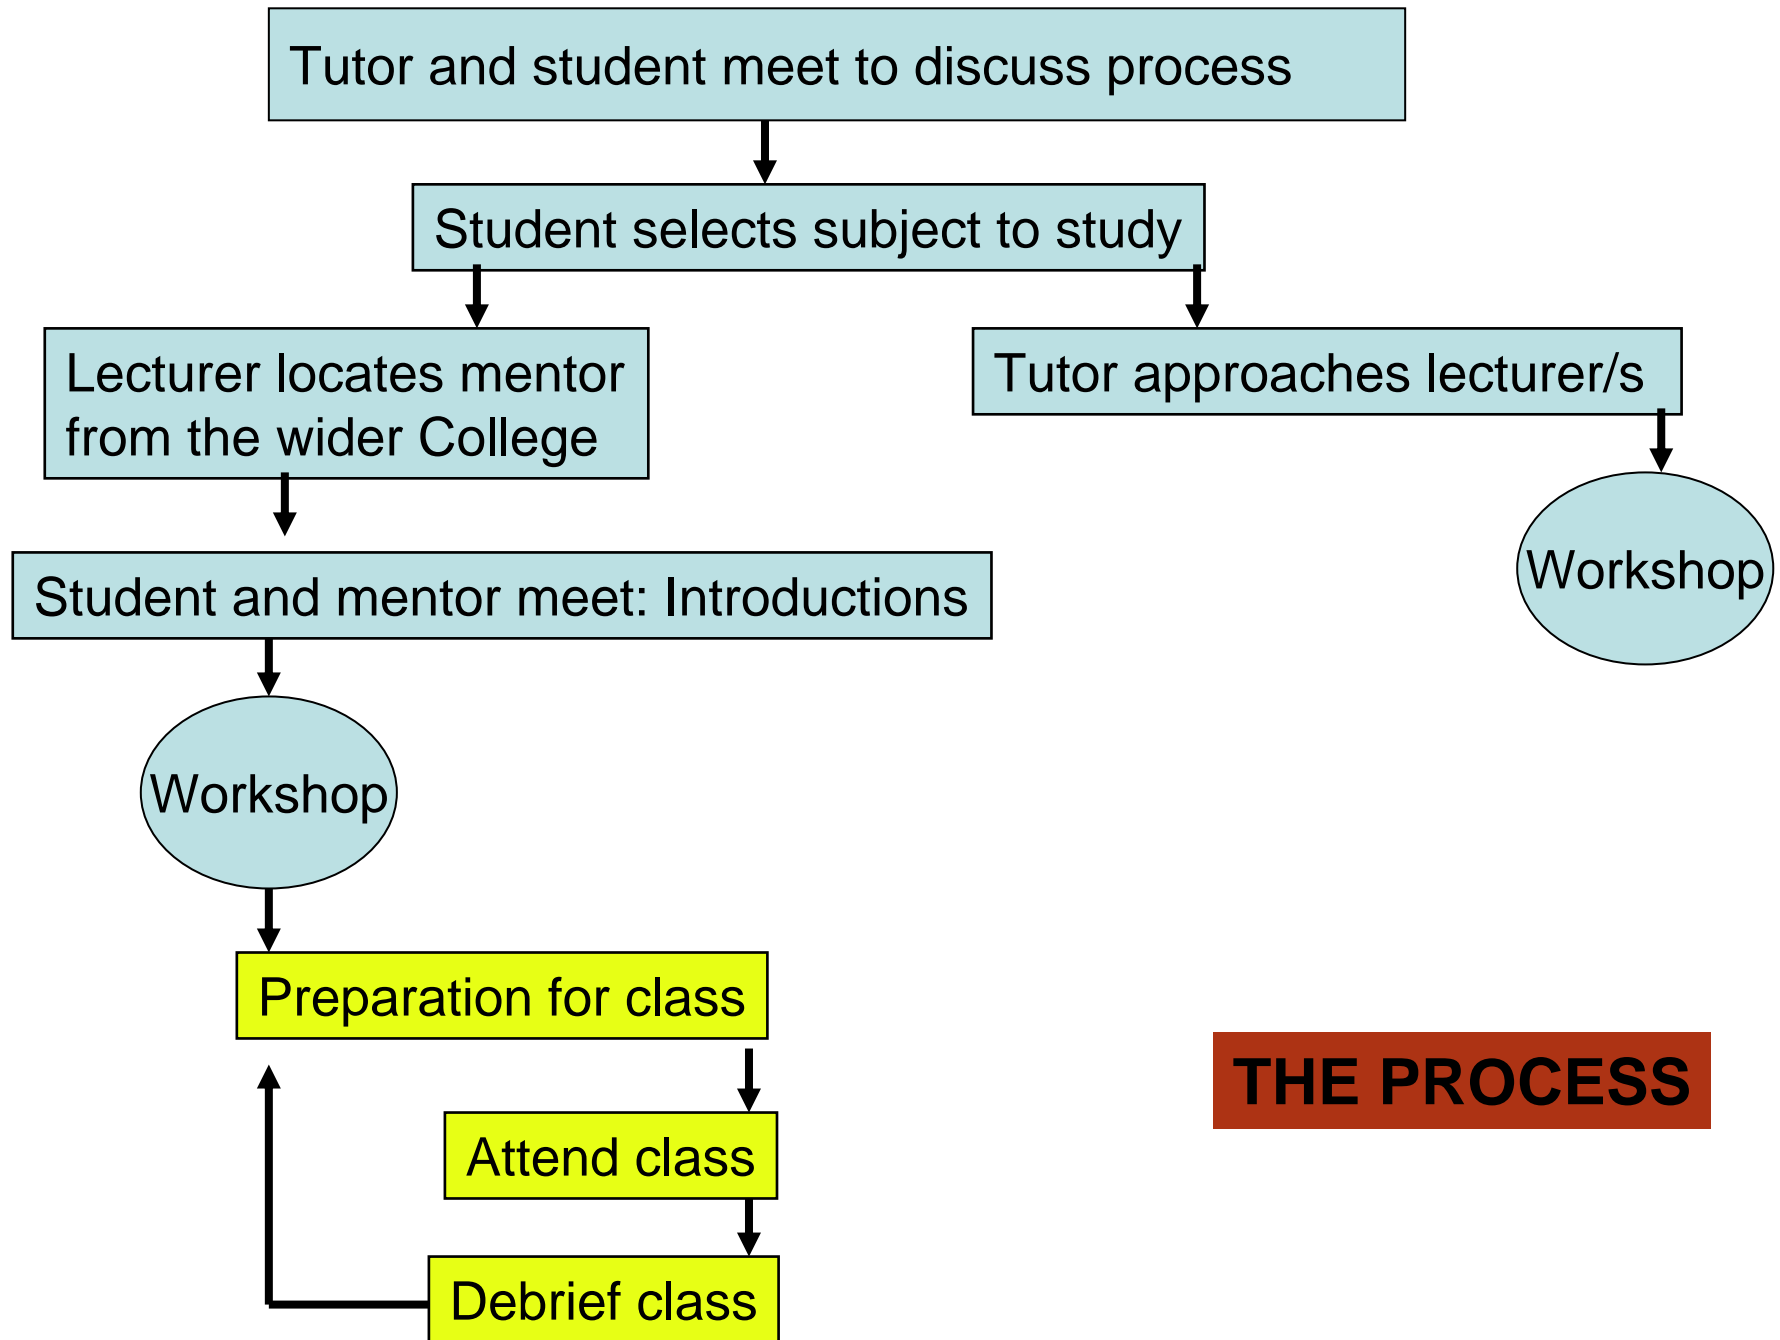 Tutor and student meet to discuss process
Student selects subject to study
Lecturer locates mentor
from the wider College
Tutor approaches lecturer/s
Workshop
Student and mentor meet: Introductions
Workshop
Preparation for class
THE PROCESS
Attend class
Debrief class